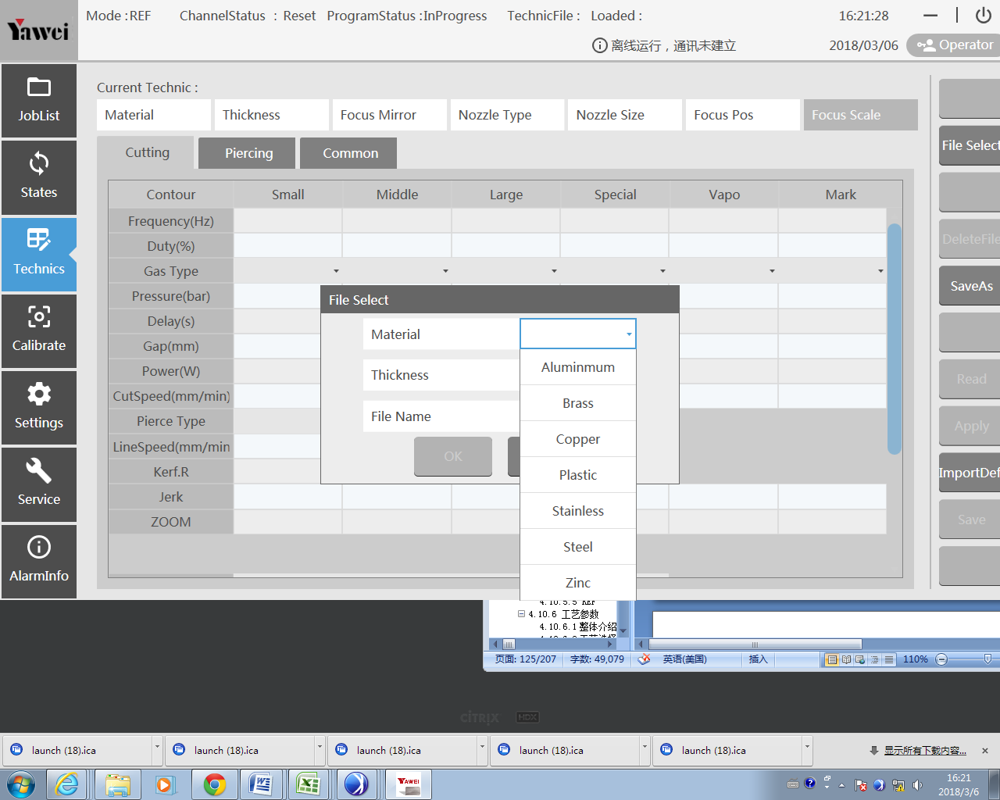 Yawei
Mode :REF ChannelStatus : Reset ProgramStatus :InProgress TechnicFile : Loaded : 16:21:28
离线运行，通讯未建立 2018/03/06 Operator
JobList
States
Technics
Calibrate
Settings
Service
AlarmInfo
Current Technic :
Material Thickness Focus Mirror Nozzle Type Nozzle Size Focus Pos Focus Scale
Cutting Piercing Common
Contour Small Middle Large Special Vapo Mark
Frequency(Hz)
Duty(%)
Gas Type
Pressure(bar)
Delay(s)
Gap(mm)
Power(W)
CutSpeed(mm/min)
Pierce Type
LineSpeed(mm/min
Kerf.R
Jerk
ZOOM
File Select
Material
Thickness
File Name
OK
Aluminmum
Brass
Copper
Plastic
Stainless
Steel
Zinc
File Select
DeleteFile
SaveAs
Read
Apply
ImportDef
Save
4.10.5.5 REF
4.10.6 工艺参数
4.10.6.1 整体介绍
页面: 125/207 字数: 49,079 英语(美国) 插入 110%
CITRIX HDX
launch (18).ica launch (18).ica launch (18).ica launch (18).ica launch (18).ica 显示所有下载内容...
YAWEI
16:21
2018/3/6